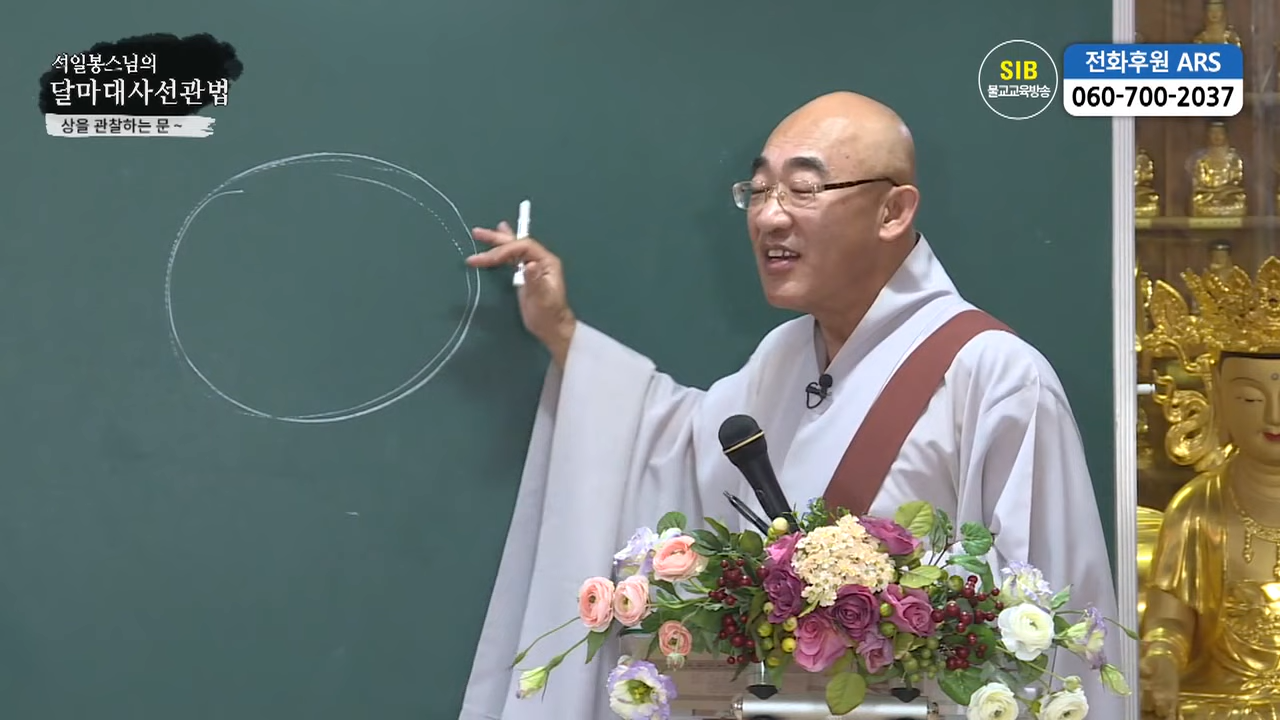 석일봉스님의
달마대사선관법
상을 관찰하는 문 ~
SIB
불교교육방송
전화후원 ARS
060-700-2037